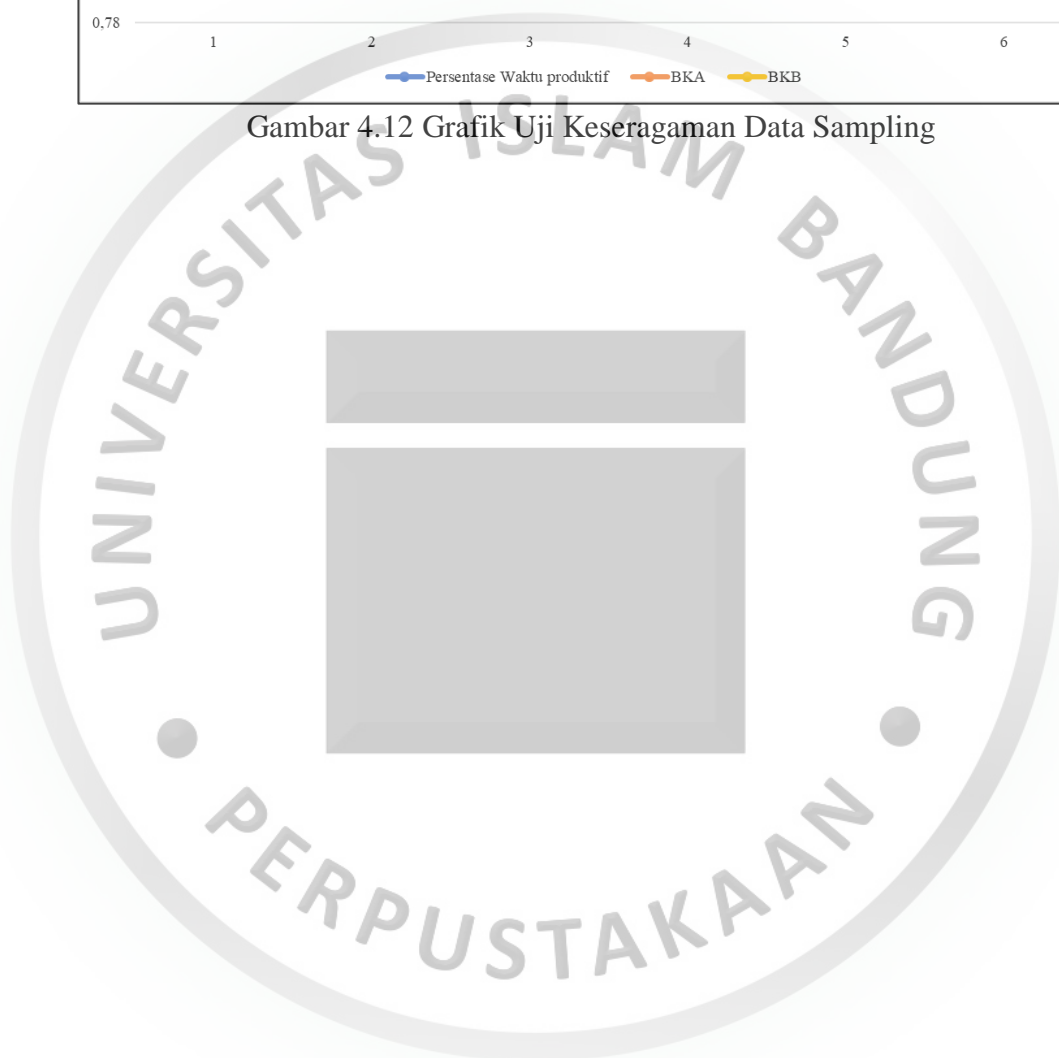 0,78
1 2 3 4 5 6
Persentase Waktu produktif BKA BKB
Gambar 4.12 Grafik Uji Keseragaman Data Sampling
UNIVERSITAS ISLAM BANDUNG
PERPUSTAKAAN